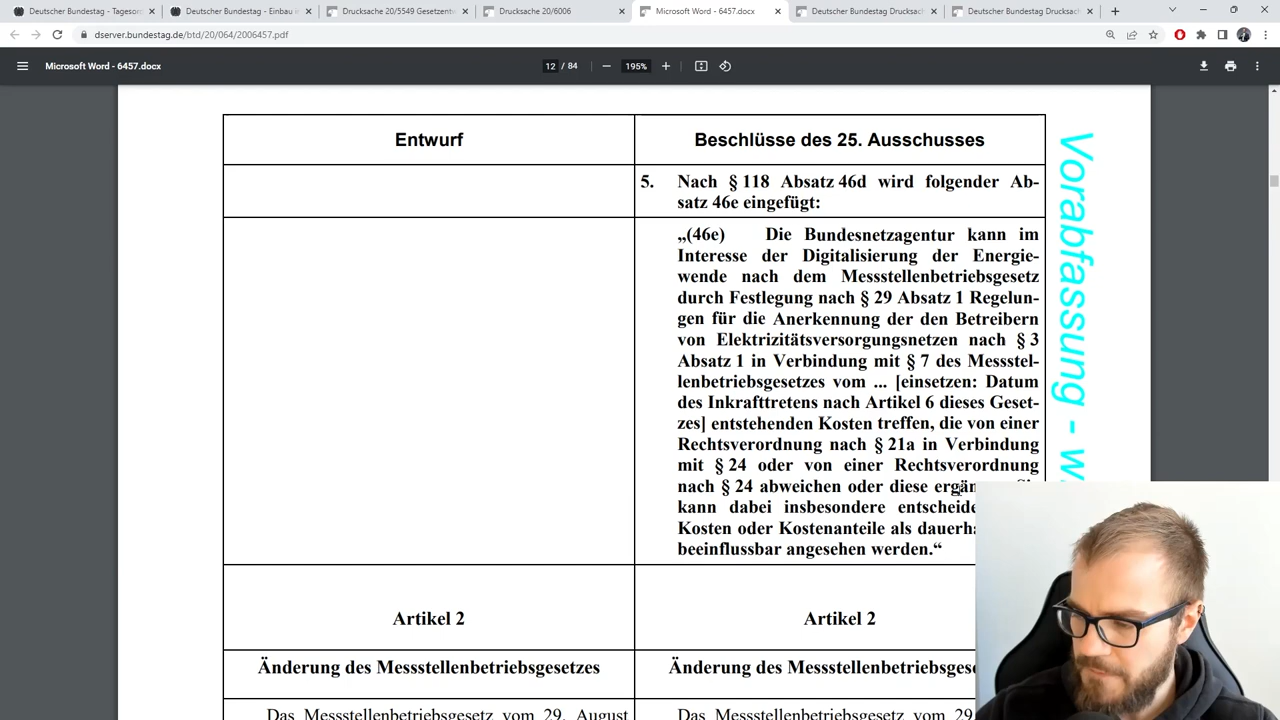 Deutscher Bundestag - Tagesor
Deutscher Bundestag - Einbau i
Drucksache 20/5549 Gesetzent
Drucksache 20/6006
Microsoft Word - 6457.docx
Deutscher Bundestag Drucksac
Deutscher Bundestag Drucksac
dserver.bundestag.de/btd/20/064/2006457.pdf
Microsoft Word - 6457.docx
12 / 84
195%
Entwurf
Beschlüsse des 25. Ausschusses
5. Nach § 118 Absatz 46d wird folgender Ab-
satz 46e eingefügt:
„(46e) Die Bundesnetzagentur kann im
Interesse der Digitalisierung der Energie-
wende nach dem Messstellenbetriebsgesetz
durch Festlegung nach § 29 Absatz 1 Regelun-
gen für die Anerkennung der den Betreibern
von Elektrizitätsversorgungsnetzen nach § 3
Absatz 1 in Verbindung mit § 7 des Messstel-
lenbetriebsgesetzes vom ... [einsetzen: Datum
des Inkrafttretens nach Artikel 6 dieses Geset-
zes] entstehenden Kosten treffen, die von einer
Rechtsverordnung nach § 21a in Verbindung
mit § 24 oder von einer Rechtsverordnung
nach § 24 abweichen oder diese
kann dabei insbesondere entscheide
Kosten oder Kostenanteile als dauerha
beeinflussbar angesehen werden.“
Vorabfassung - w
Artikel 2
Artikel 2
Änderung des Messstellenbetriebsgesetzes
Änderung des Messstellenbetriebsge
Das Messstellenbetriebsgesetz vom 29. August
Das Messstellenbetriebsgesetz vom 29